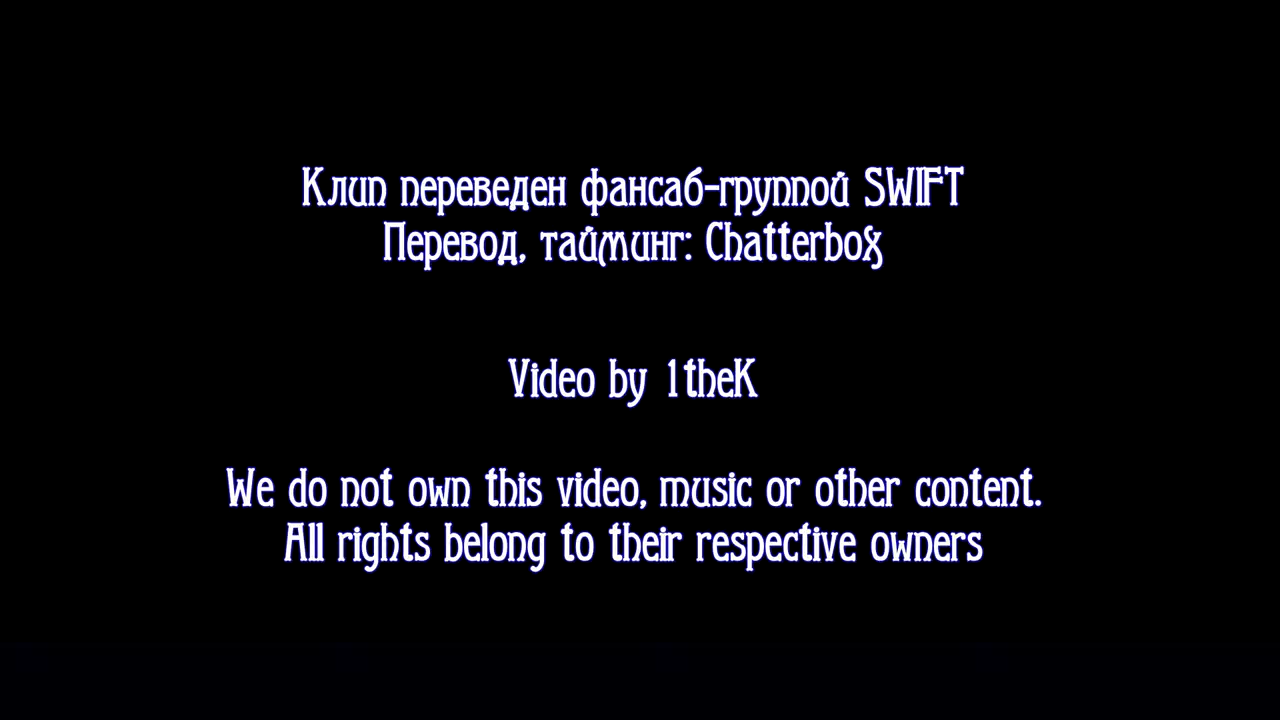 Клип переведен фансаб-группой SWIFT
Перевод, тайминг: Chatterbox
Video by 1theK
We do not own this video, music or other content.
All rights belong to their respective owners